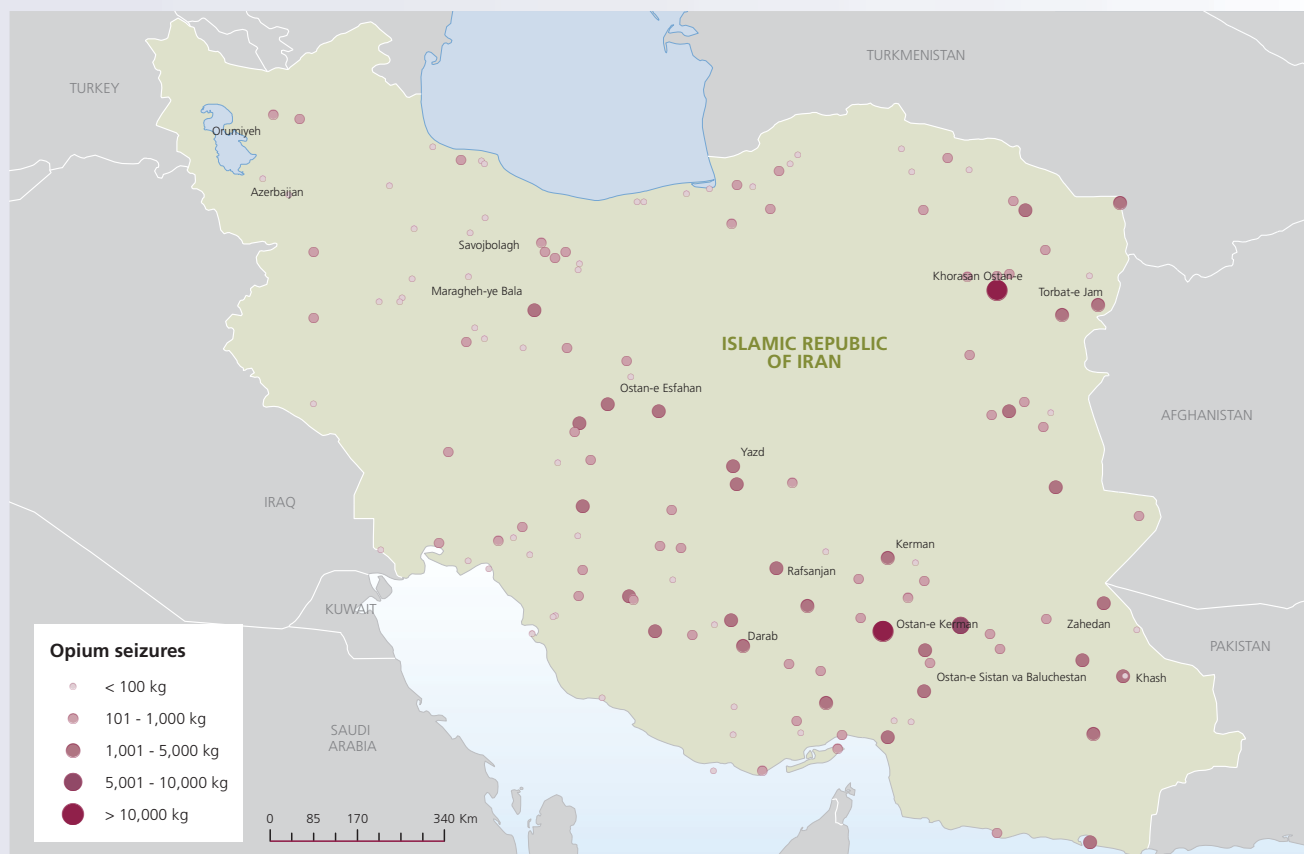 TURKMENISTAN
TURKEY
Orumiyeh
Azerbaijan
Savojbolagh
Khorasan Ostan-e
Maragheh-ye Bala
Torbat-e Jam
ISLAMIC REPUBLIC
OF IRAN
Ostan-e Esfahan
AFGHANISTAN
Yazd
IRAQ
Kerman
Rafsanjan
KUWAIT
Ostan-e Kerman
Zahedan
Darab
PAKISTAN
Ostan-e Sistan va Baluchestan
Khash
SAUDI
ARABIA
Opium seizures
< 100 kg
101 - 1,000 kg
1,001 - 5,000 kg
5,001 - 10,000 kg
> 10,000 kg
0 85 170 340 Km